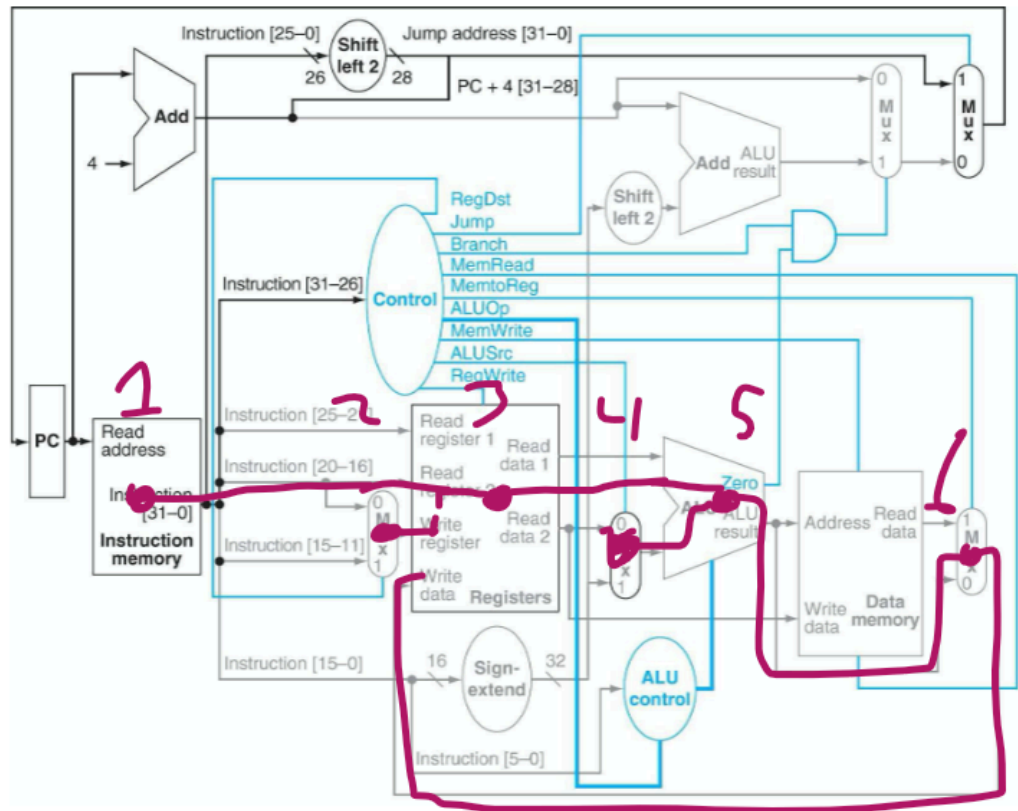 Instruction [25–0]
Shift
left 2
Jump address [31–0]
26
28
PC + 4 [31–28]
Add
4
0
M
u
x
1
1
M
u
x
0
Add
ALU
result
Shift
left 2
RegDst
Jump
Branch
MemRead
MemtoReg
ALUOp
MemWrite
ALUSrc
RegWrite
Instruction [31–26]
Control
1
2
3
4
5
PC
Read
address
Instruction
[31–0]
Instruction
memory
Instruction [20–16]
Instruction [15–11]
0
M
x
1
Read
register 1
Read
Write
register
Write
data
Read
data 1
Read
data 2
Registers
0
x
1
Zero
ALU
result
Address
Read
data
Write
data
Data
memory
1
M
x
0
Instruction [15–0]
16
Sign-
extend
32
ALU
control
Instruction [5–0]